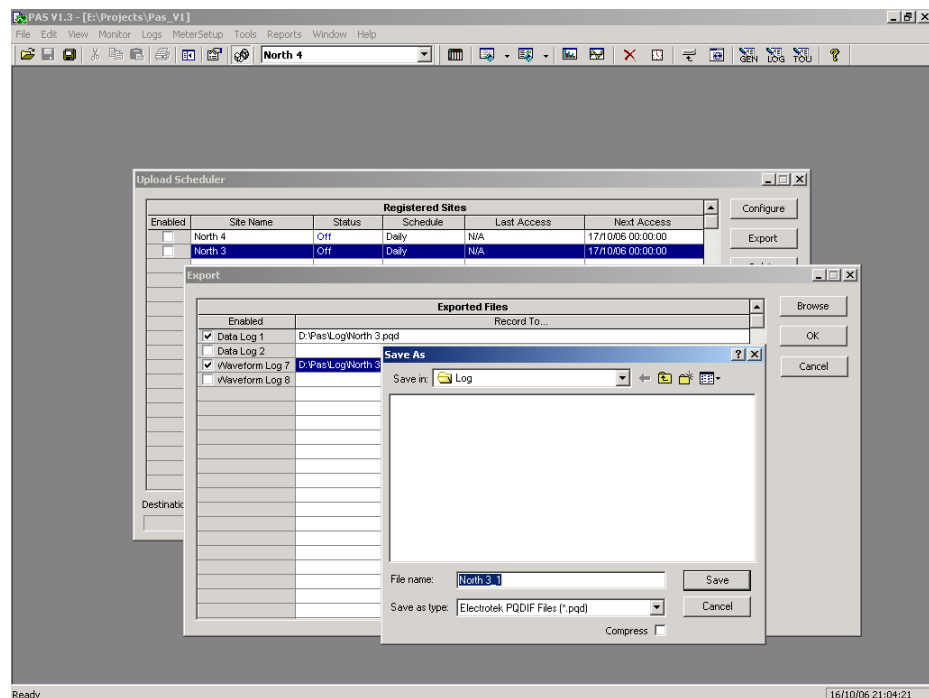 PAS V1.3 - [E:\Projects\Pas_V1]
File Edit View Monitor Logs MeterSetup Tools Reports Window Help
North 4
GEN LOG TOU
Upload Scheduler
Registered Sites
Enabled Site Name Status Schedule Last Access Next Access
North 4 Off Daily N/A 17/10/06 00:00:00
North 3 Off Daily N/A 17/10/06 00:00:00
Configure
Export
Export
Exported Files
Enabled Record To...
Data Log 1 D:\Pas\Log\North 3.pqd
Data Log 2
Waveform Log 7 D:\Pas\Log\North 3
Waveform Log 8
Browse
OK
Cancel
Save As
Save in: Log
File name: North 3_1
Save
Save as type: Electrotek PQDIF Files (*.pqd)
Cancel
Compress
Ready
16/10/06 21:04:21